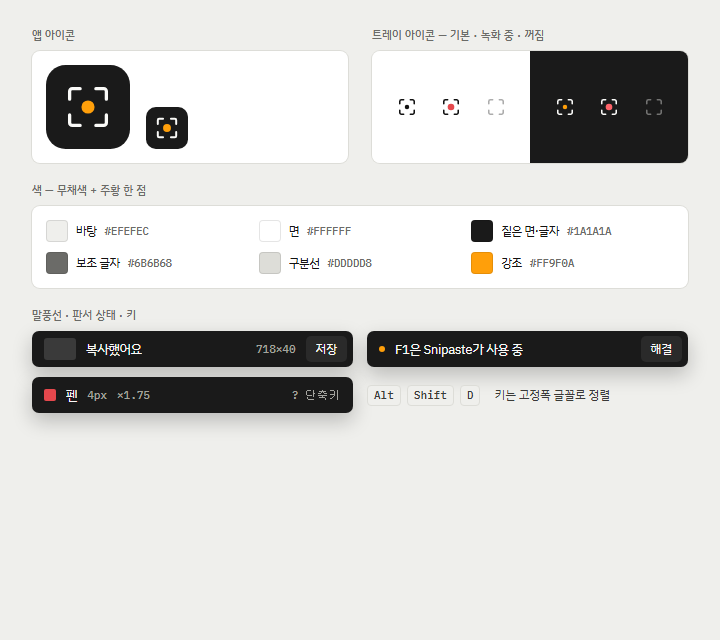 앱 아이콘
트레이 아이콘 — 기본 · 녹화 중 · 꺼짐
색 — 무채색 + 주황 한 점
바탕 #EFEFEC
면 #FFFFFF
짙은 면·글자 #1A1A1A
보조 글자 #6B6B68
구분선 #DDDDD8
강조 #FF9F0A
말풍선 · 판서 상태 · 키
복사했어요 718×40 저장
F1은 Snipaste가 사용 중 해결
펜 4px ×1.75 ? 단축키
Alt Shift D 키는 고정폭 글꼴로 정렬